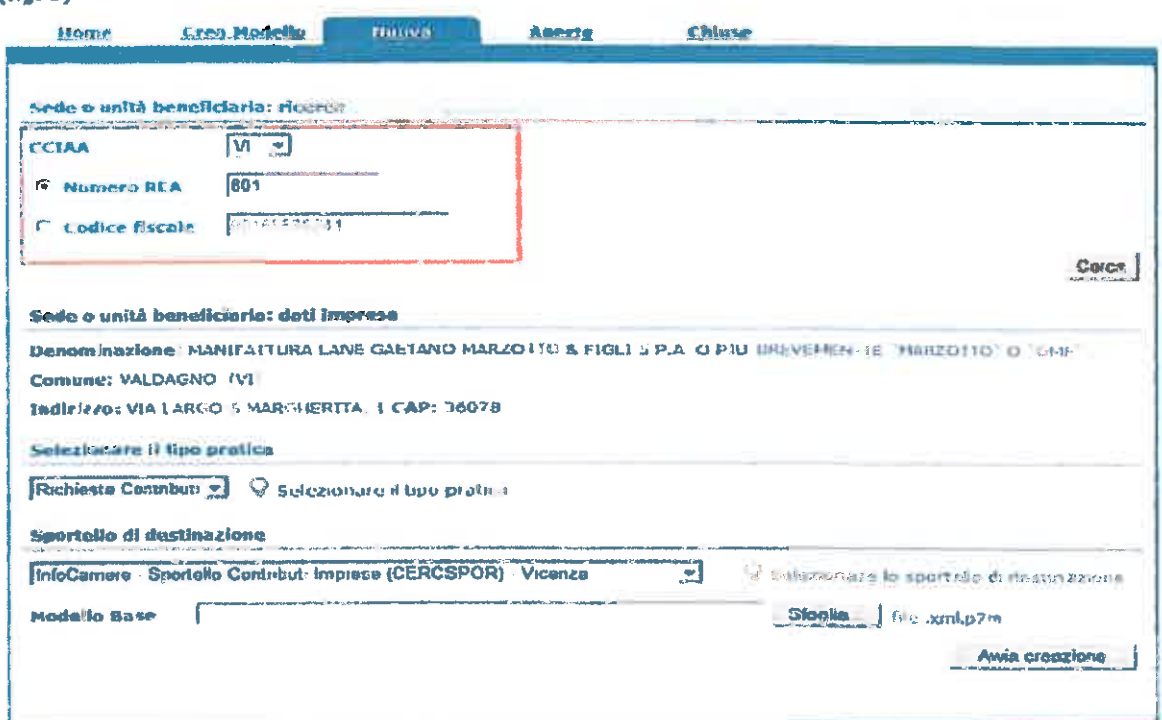 Home Crea Modello Nuova Aperte Chiuse
Sede o unità beneficiaria: ricerca
CCIAA VI
Numero REA 801
Codice fiscale
Cerca
Sede o unità beneficiaria: dati impresa
Denominazione: MANIFATTURA LANE GAETANO MARZOTTO & FIGLI S.P.A. O PIU BREVEMENTE "MARZOTTO" O "GMF"
Comune: VALDAGNO (VI)
Indirizzo: VIA LARGO S MARGHERITA, 1 CAP: 36078
Selezionare il tipo pratica
Richiesta Contributi Selezionare il tipo pratica
Sportello di destinazione
InfoCamere - Sportello Contributi Imprese (CERCSPOR) - Vicenza Selezionare lo sportello di destinazione
Modello Base Sfoglia file .xml.p7m
Avvia creazione